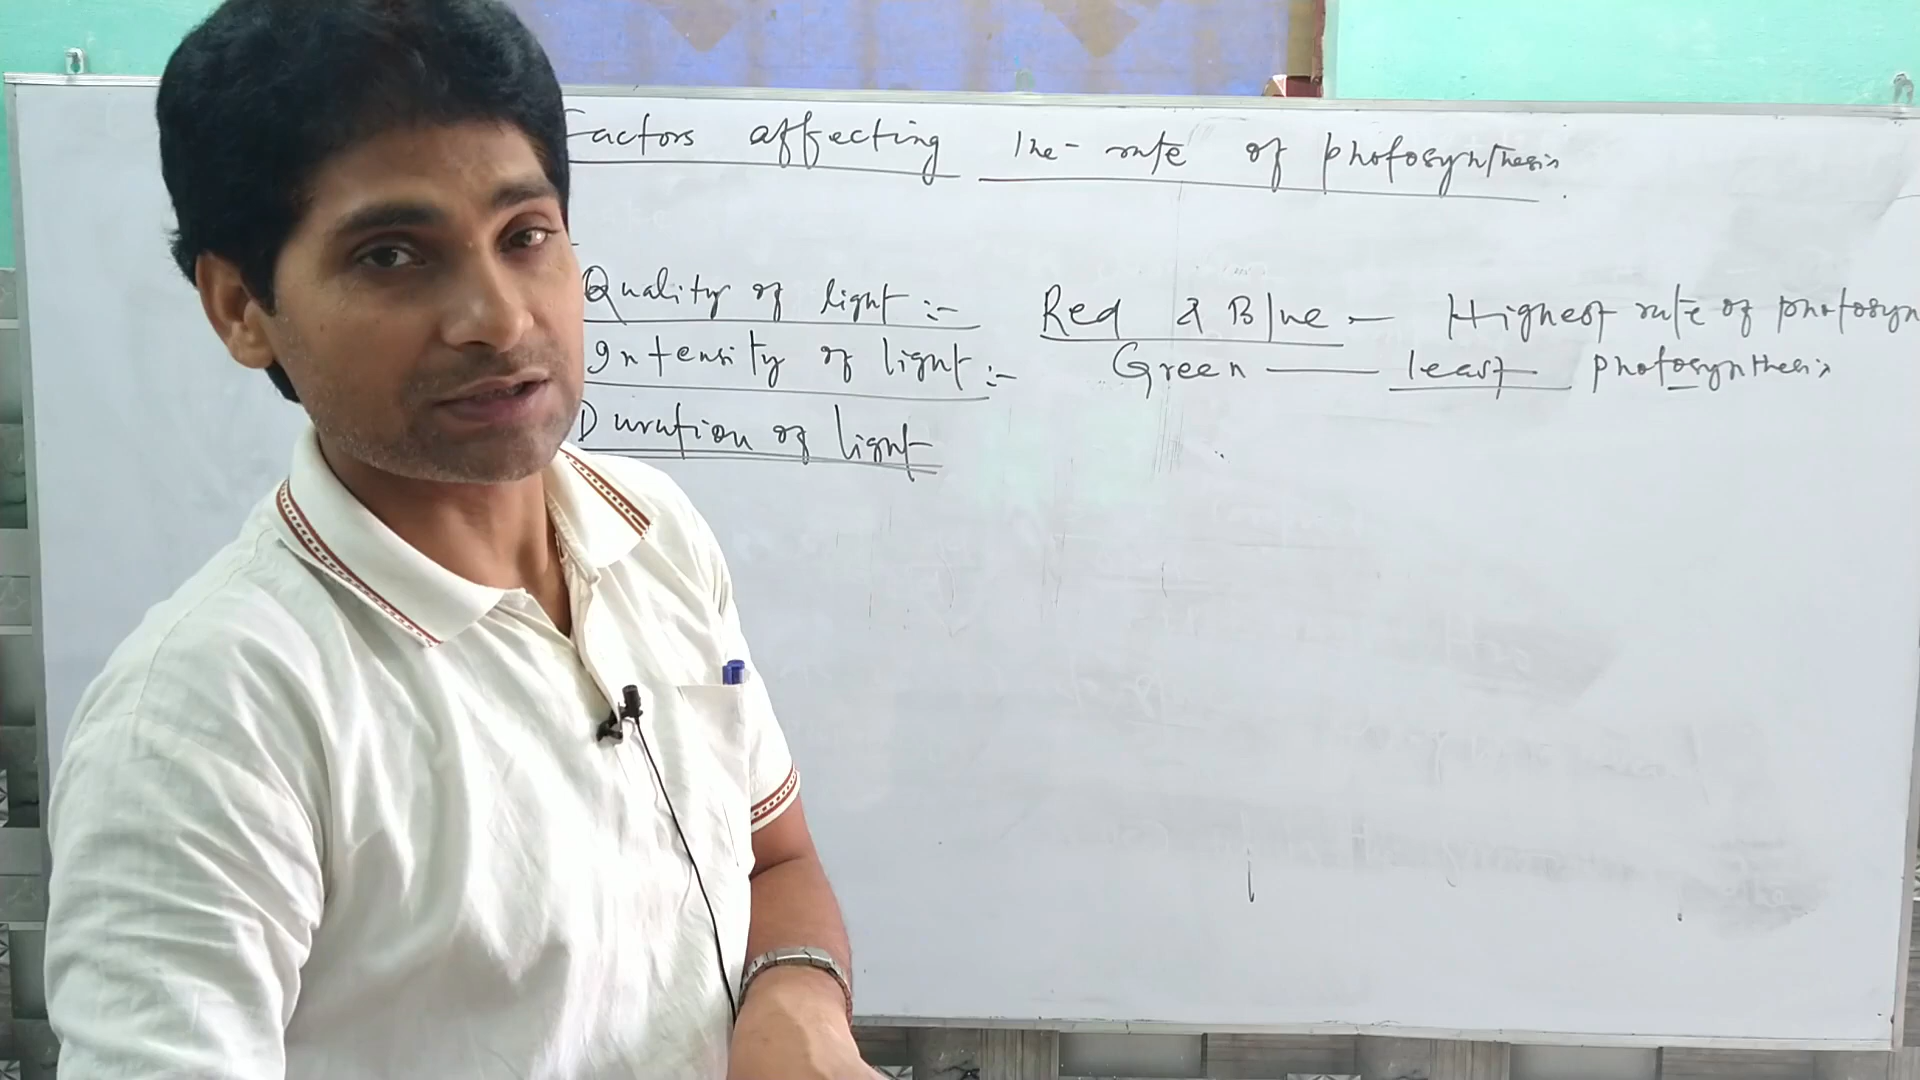 Factors affecting the rate of photosynthesis.
Quality of light :- Red & Blue — Highest rate of photosyn
Intensity of light :- Green — least photosynthesis
Duration of light